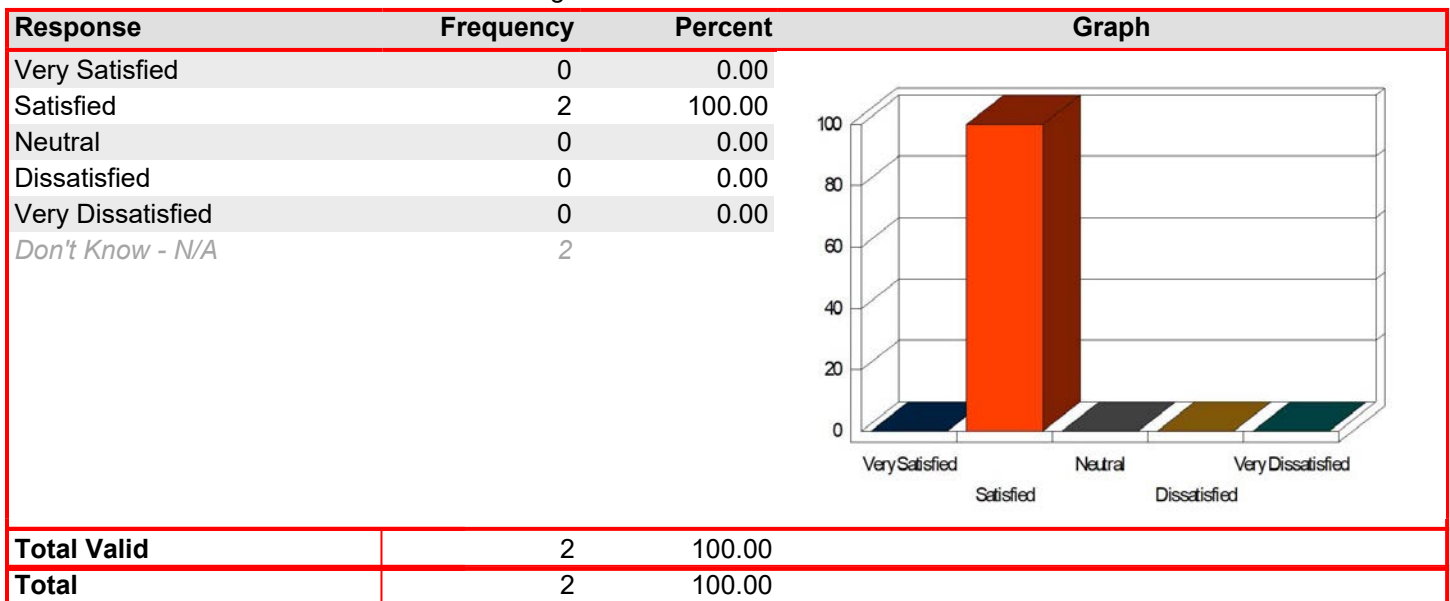 Response Frequency Percent Graph
Very Satisfied 0 0.00
Satisfied 2 100.00
Neutral 0 0.00
Dissatisfied 0 0.00
Very Dissatisfied 0 0.00
Don't Know - N/A 2
100
80
60
40
20
0
Very Satisfied Neutral Very Dissatisfied
Satisfied Dissatisfied
Total Valid 2 100.00
Total 2 100.00